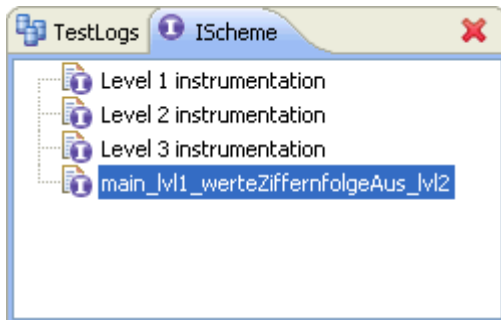 TestLogs IScheme
Level 1 instrumentation
Level 2 instrumentation
Level 3 instrumentation
main_lvl1_werteZiffernfolgeAus_lvl2